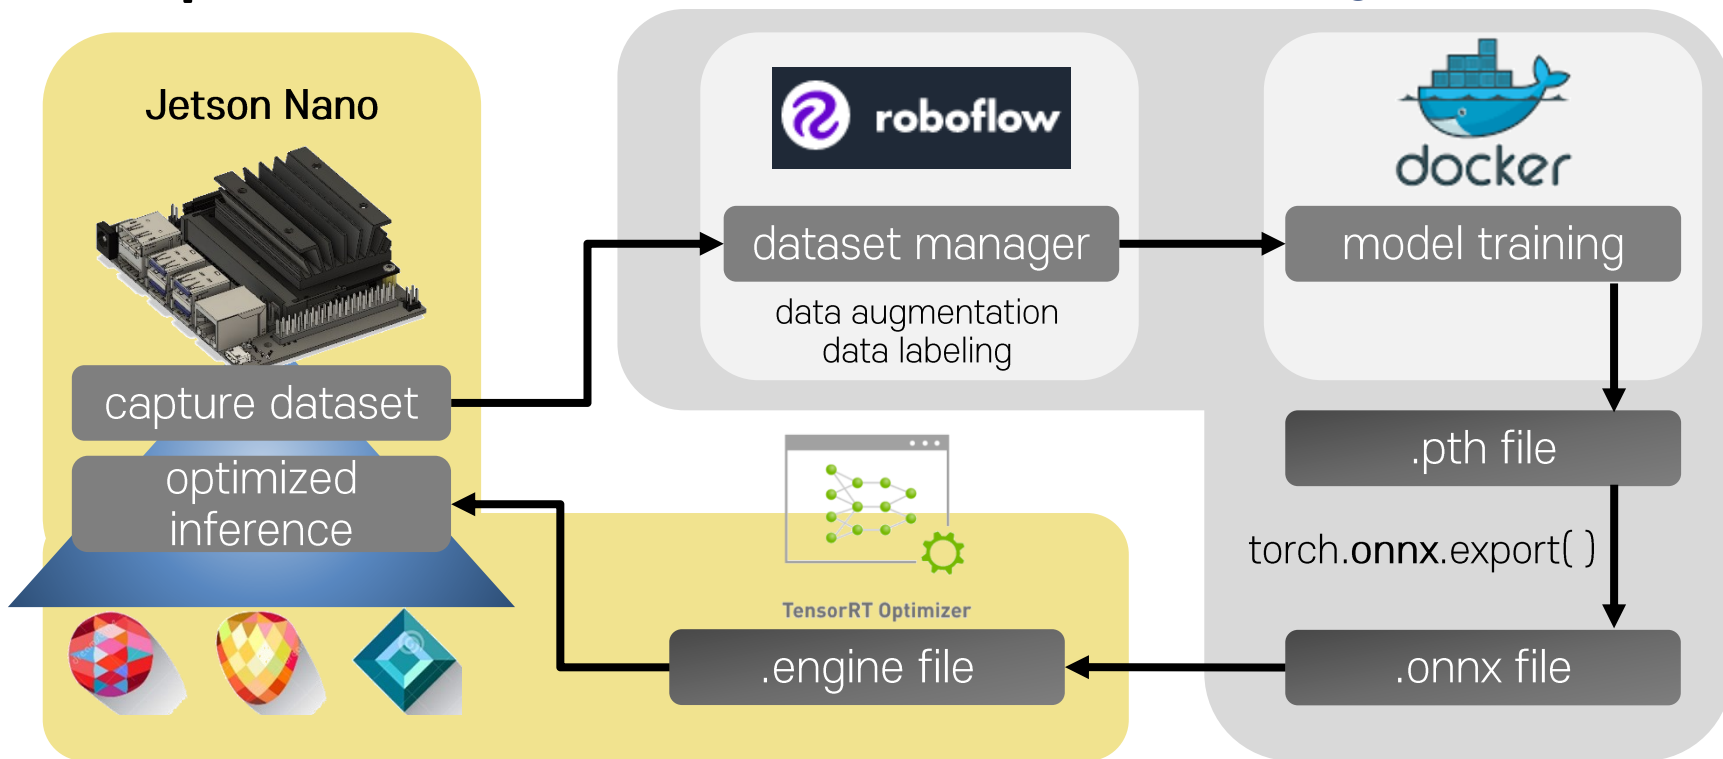 Jetson Nano
roboflow
docker
dataset manager
model training
data augmentation
data labeling
capture dataset
optimized
inference
.pth file
torch.onnx.export( )
TensorRT Optimizer
.engine file
.onnx file